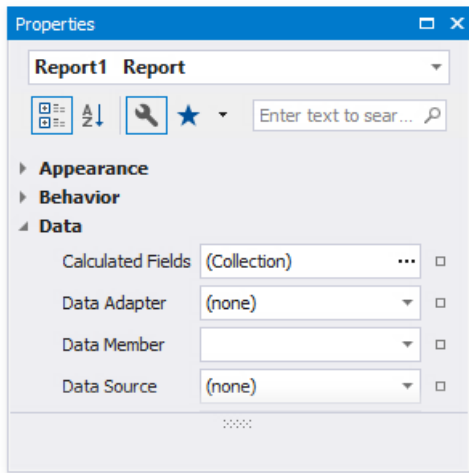 Properties
Report1 Report
Enter text to sear...
Appearance
Behavior
Data
Calculated Fields (Collection) ...
Data Adapter (none)
Data Member
Data Source (none)